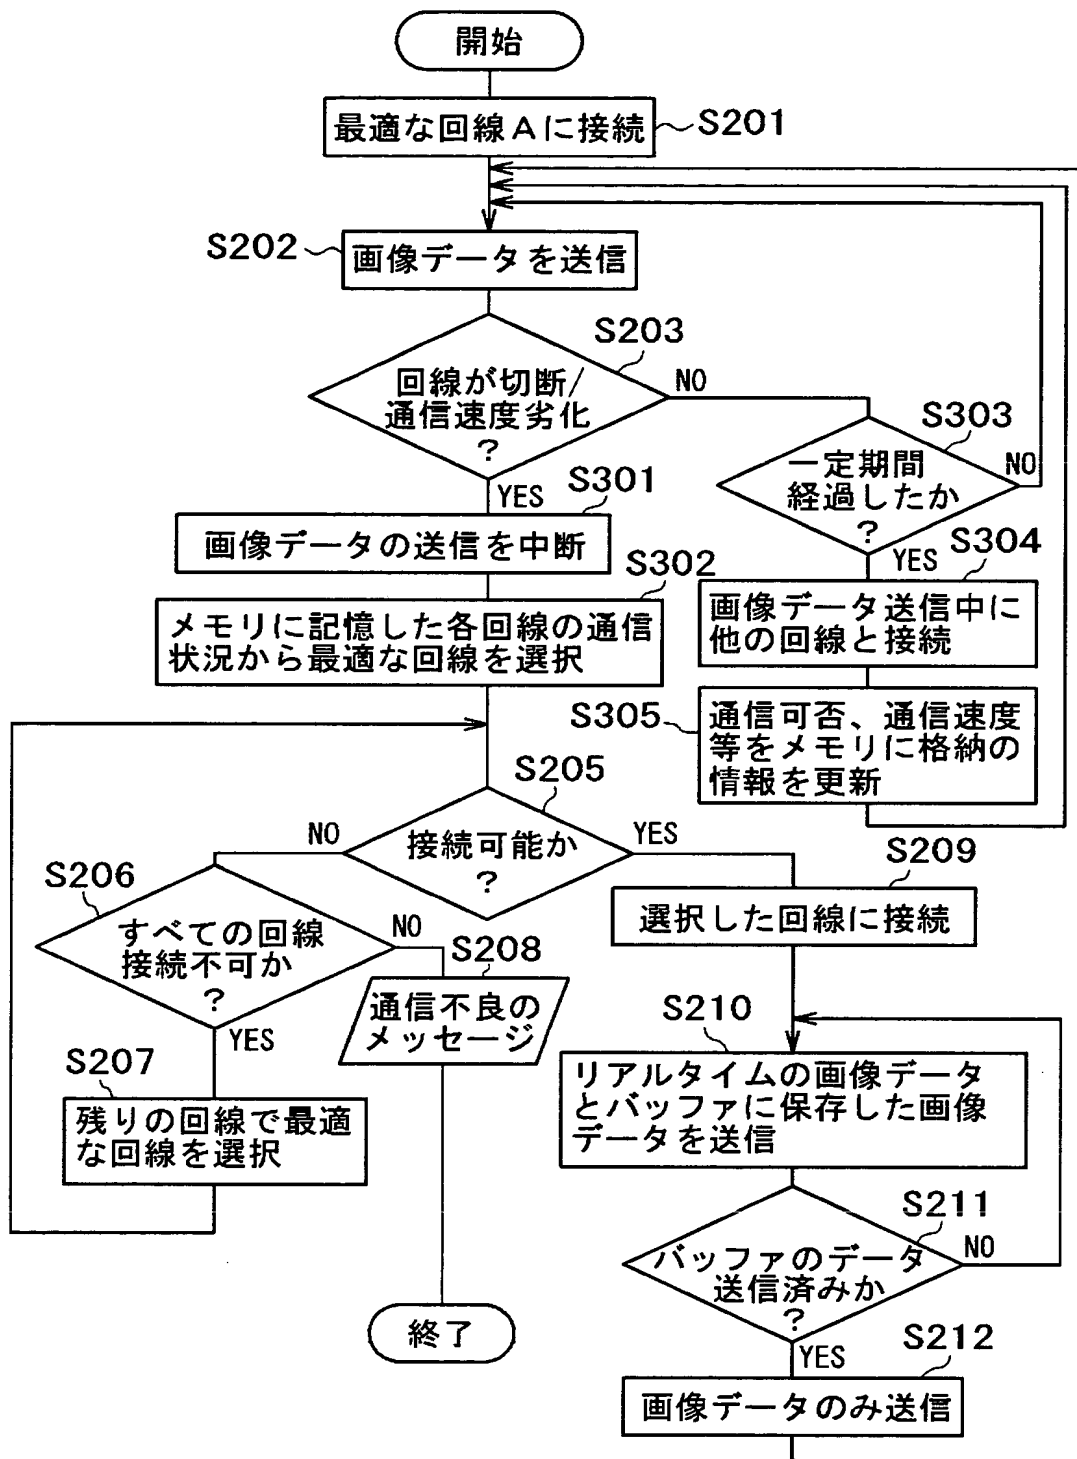 開始
最適な回線Aに接続
S201
S202
画像データを送信
S203
回線が切断/
通信速度劣化
?
NO
YES
S303
一定期間
経過したか
?
NO
YES
S301
画像データの送信を中断
S302
メモリに記憶した各回線の通信
状況から最適な回線を選択
S304
画像データ送信中に
他の回線と接続
S305
通信可否、通信速度
等をメモリに格納の
情報を更新
S205
接続可能か
?
NO
YES
S206
すべての回線
接続不可か
?
NO
YES
S208
通信不良の
メッセージ
S207
残りの回線で最適
な回線を選択
終了
S209
選択した回線に接続
S210
リアルタイムの画像データ
とバッファに保存した画像
データを送信
S211
バッファのデータ
送信済みか
?
NO
YES
S212
画像データのみ送信